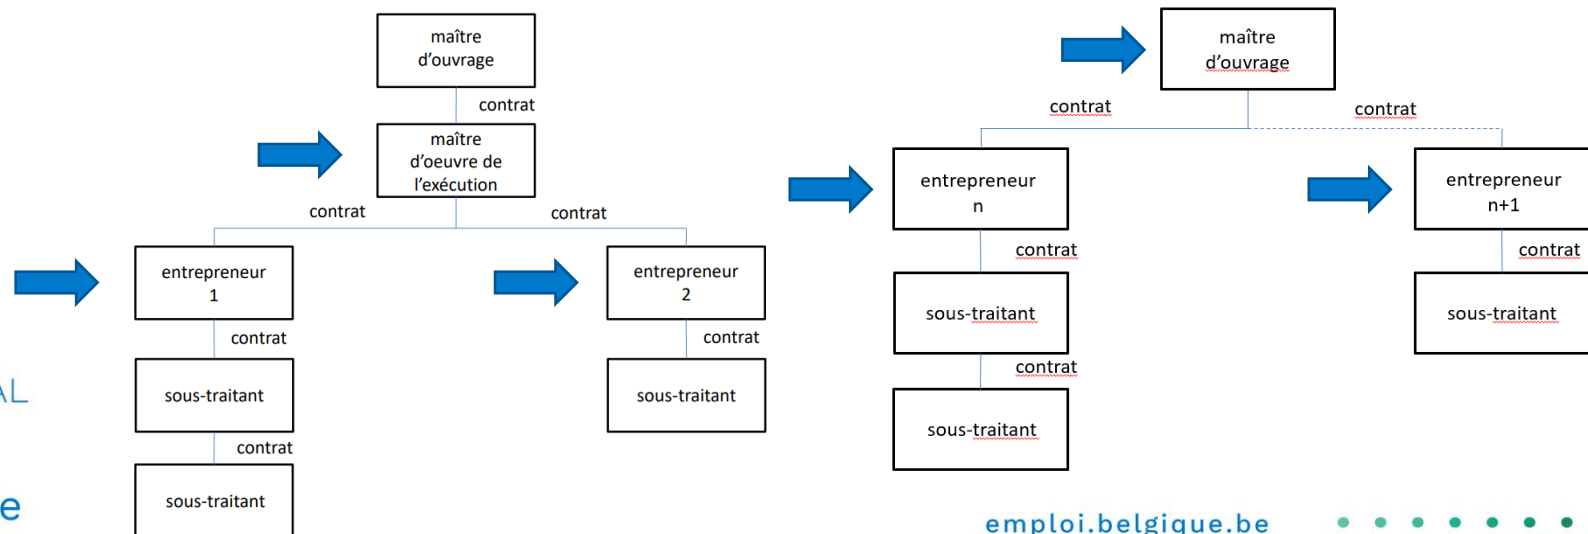 maître
d'ouvrage
contrat
maître
d'oeuvre de
l'exécution
contrat
contrat
entrepreneur
1
entrepreneur
2
contrat
contrat
sous-traitant
sous-traitant
contrat
sous-traitant
maître
d'ouvrage
contrat
contrat
entrepreneur
n
entrepreneur
n+1
contrat
contrat
sous-traitant
sous-traitant
contrat
sous-traitant
AL
e
emploi.belgique.be